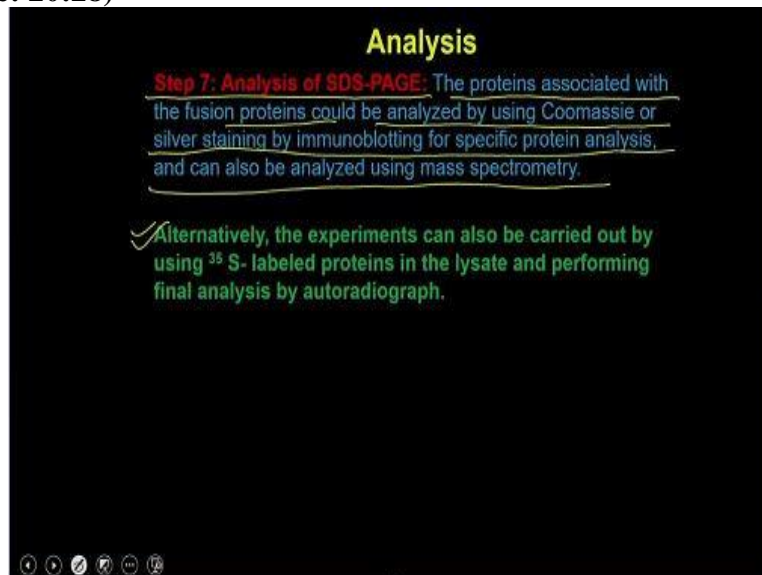 Analysis
Step 7: Analysis of SDS-PAGE: The proteins associated with
the fusion proteins could be analyzed by using Coomassie or
silver staining by immunoblotting for specific protein analysis,
and can also be analyzed using mass spectrometry.
Alternatively, the experiments can also be carried out by
using ³⁵ S- labeled proteins in the lysate and performing
final analysis by autoradiograph.